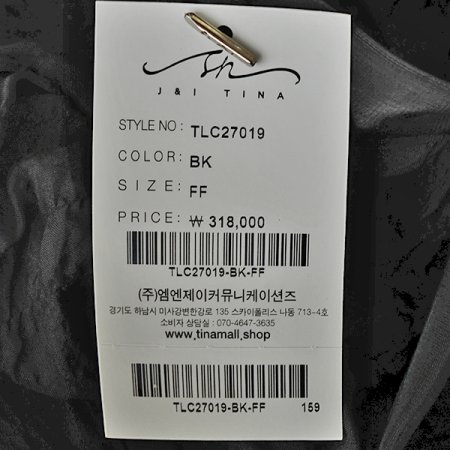 J & I TINA
STYLE NO: TLC27019
COLOR: BK
SIZE: FF
PRICE: ₩ 318,000
TLC27019-BK-FF
(주)엠엔제이커뮤니케이션즈
경기도 하남시 미사강변한강로 135 스카이폴리스 나동 713-4호
소비자 상담실 : 070-4647-3635
www.tinamall.shop
TLC27019-BK-FF 159